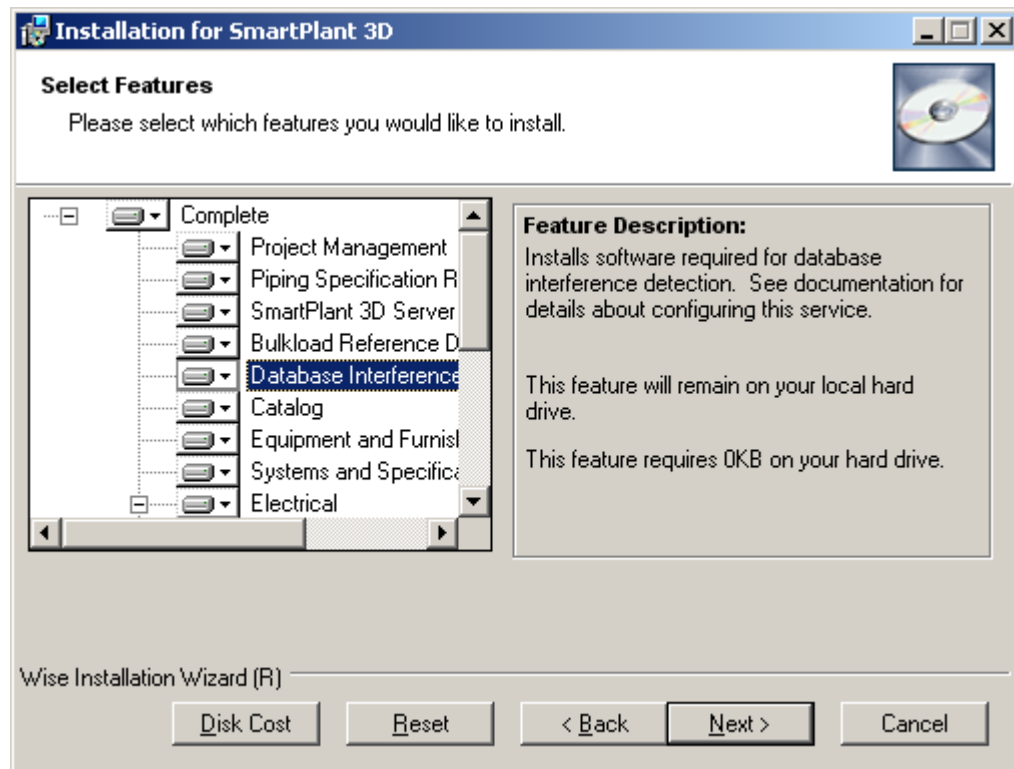 Installation for SmartPlant 3D
Select Features
Please select which features you would like to install.
Complete
Project Management
Piping Specification R
SmartPlant 3D Server
Bulkload Reference D
Database Interference
Catalog
Equipment and Furnis
Systems and Specific
Electrical
Feature Description:
Installs software required for database
interference detection. See documentation for
details about configuring this service.
This feature will remain on your local hard
drive.
This feature requires 0KB on your hard drive.
Wise Installation Wizard (R)
Disk Cost
Reset
< Back
Next >
Cancel